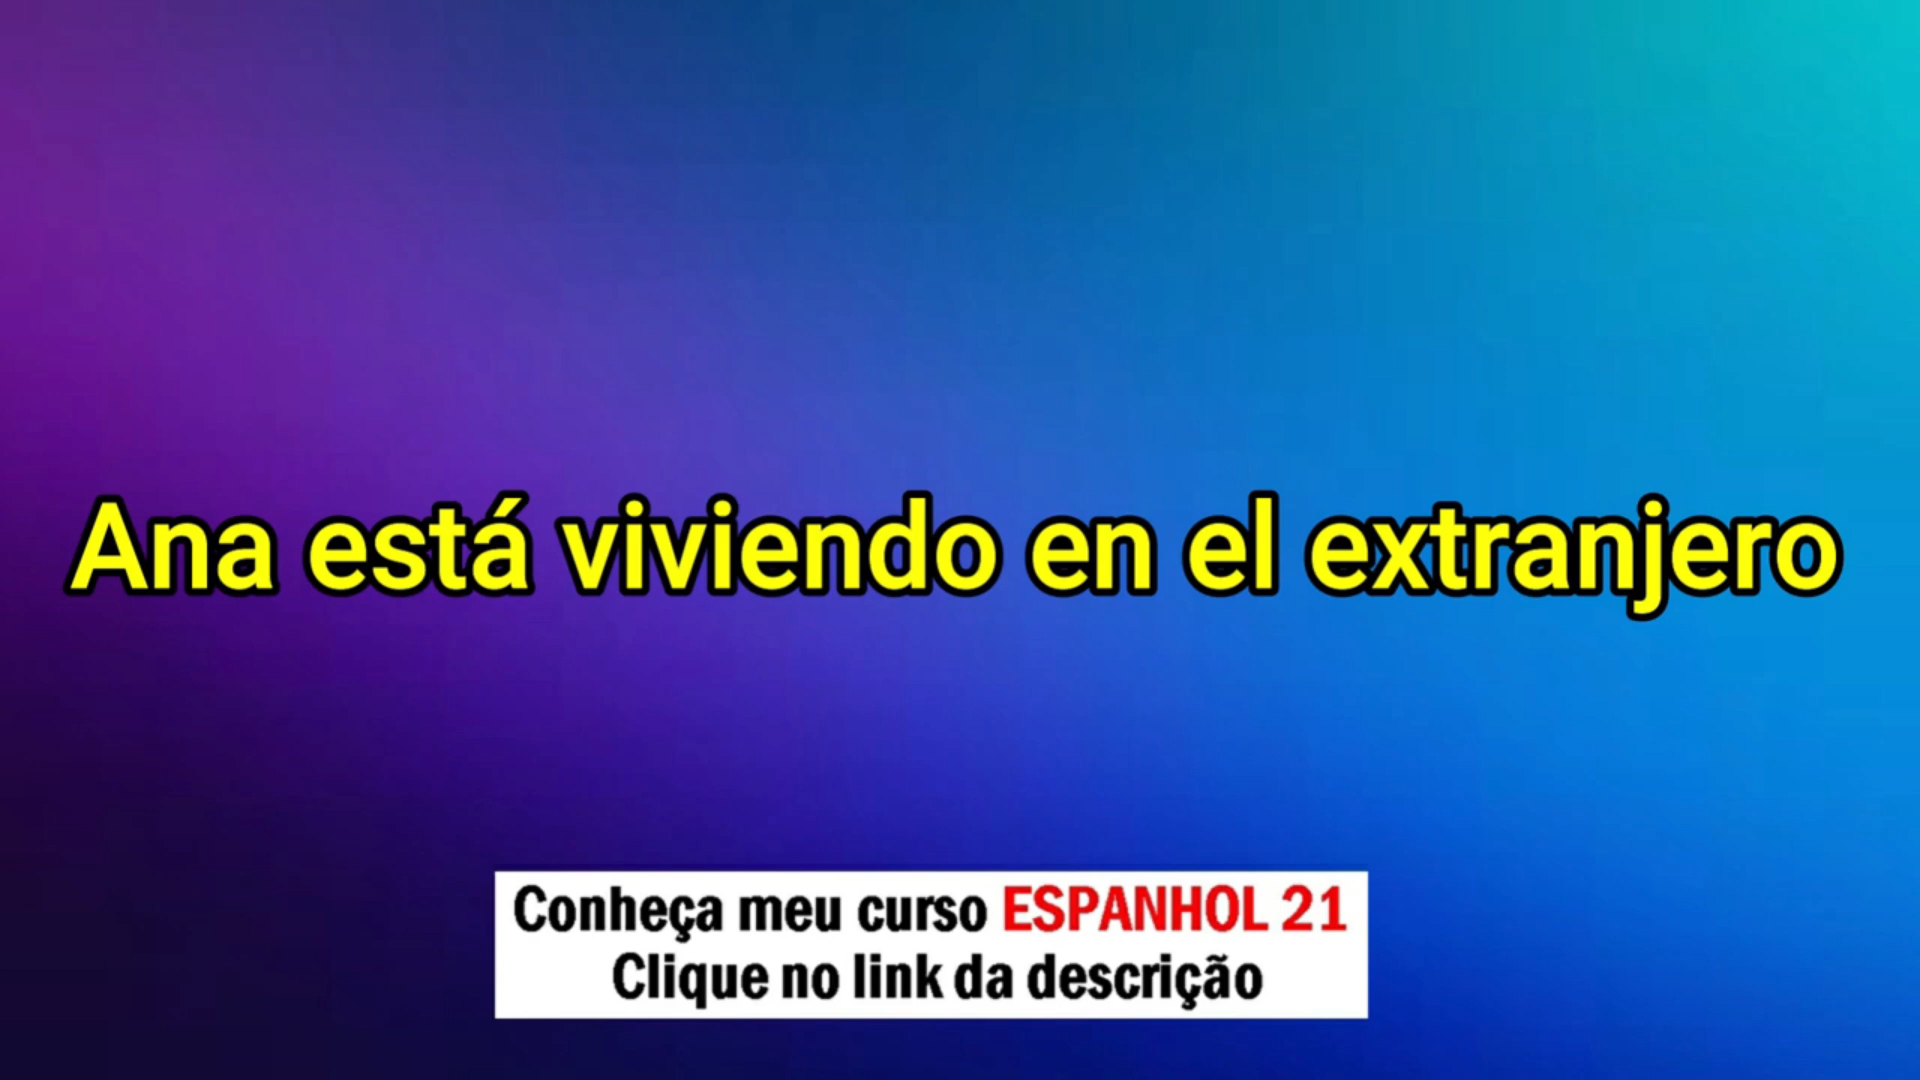 Ana está viviendo en el extranjero
Conheça meu curso ESPANHOL 21
Clique no link da descrição